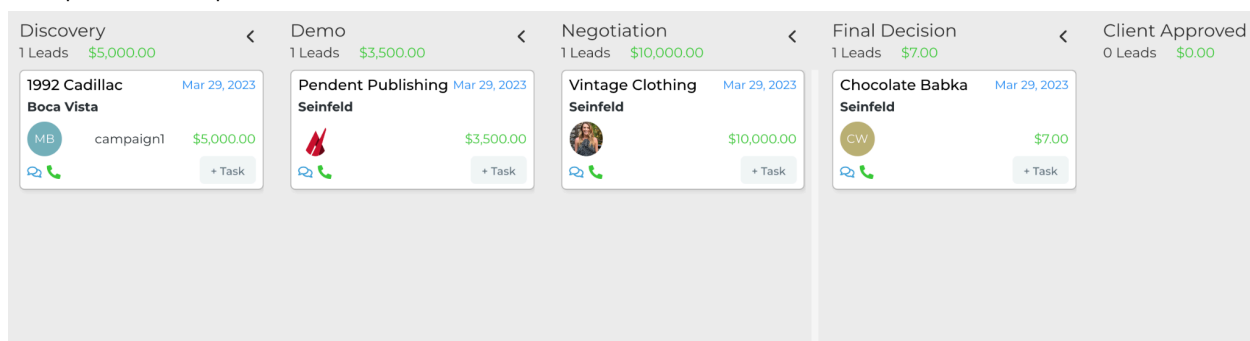 Discovery
1 Leads $5,000.00
1992 Cadillac Mar 29, 2023
Boca Vista
MB campaign1 $5,000.00
+ Task
Demo
1 Leads $3,500.00
Pendent Publishing Mar 29, 2023
Seinfeld
$3,500.00
+ Task
Negotiation
1 Leads $10,000.00
Vintage Clothing Mar 29, 2023
Seinfeld
$10,000.00
+ Task
Final Decision
1 Leads $7.00
Chocolate Babka Mar 29, 2023
Seinfeld
CW $7.00
+ Task
Client Approved
0 Leads $0.00